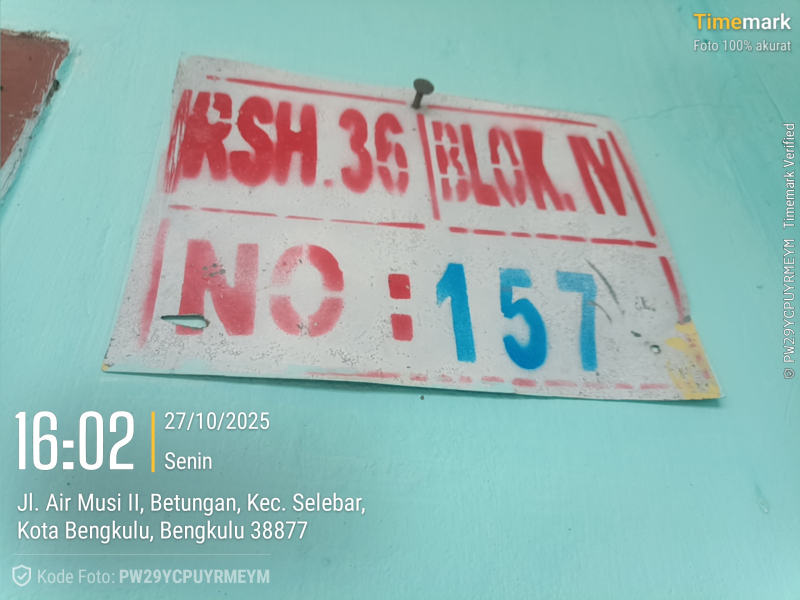 Timemark
Foto 100% akurat
RSH.36 BLOK. IV
NO : 157
16:02
27/10/2025
Senin
Jl. Air Musi II, Betungan, Kec. Selebar,
Kota Bengkulu, Bengkulu 38877
Kode Foto: PW29YCPUYRMEYM
© PW29YCPUYRMEYM Timemark Verified